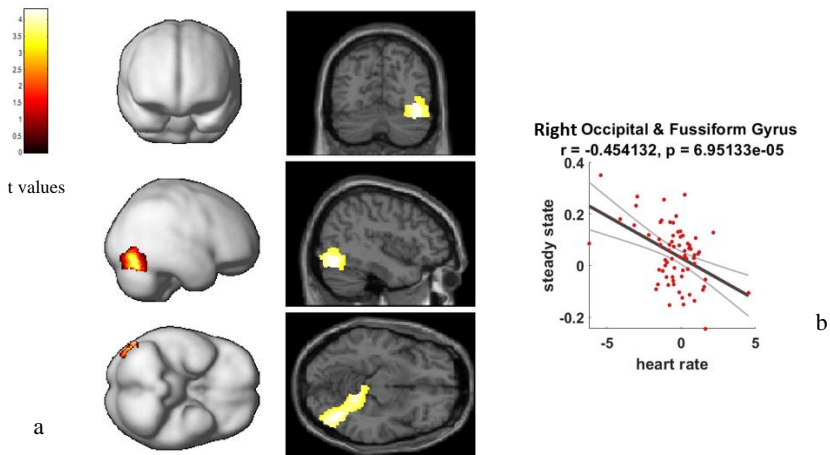 4
3.5
3
2.5
2
1.5
1
0.5
0
t values
a
Right Occipital & Fussiform Gyrus
r = -0.454132, p = 6.95133e-05
0.4
0.2
0
-0.2
steady state
-5
0
5
heart rate
b